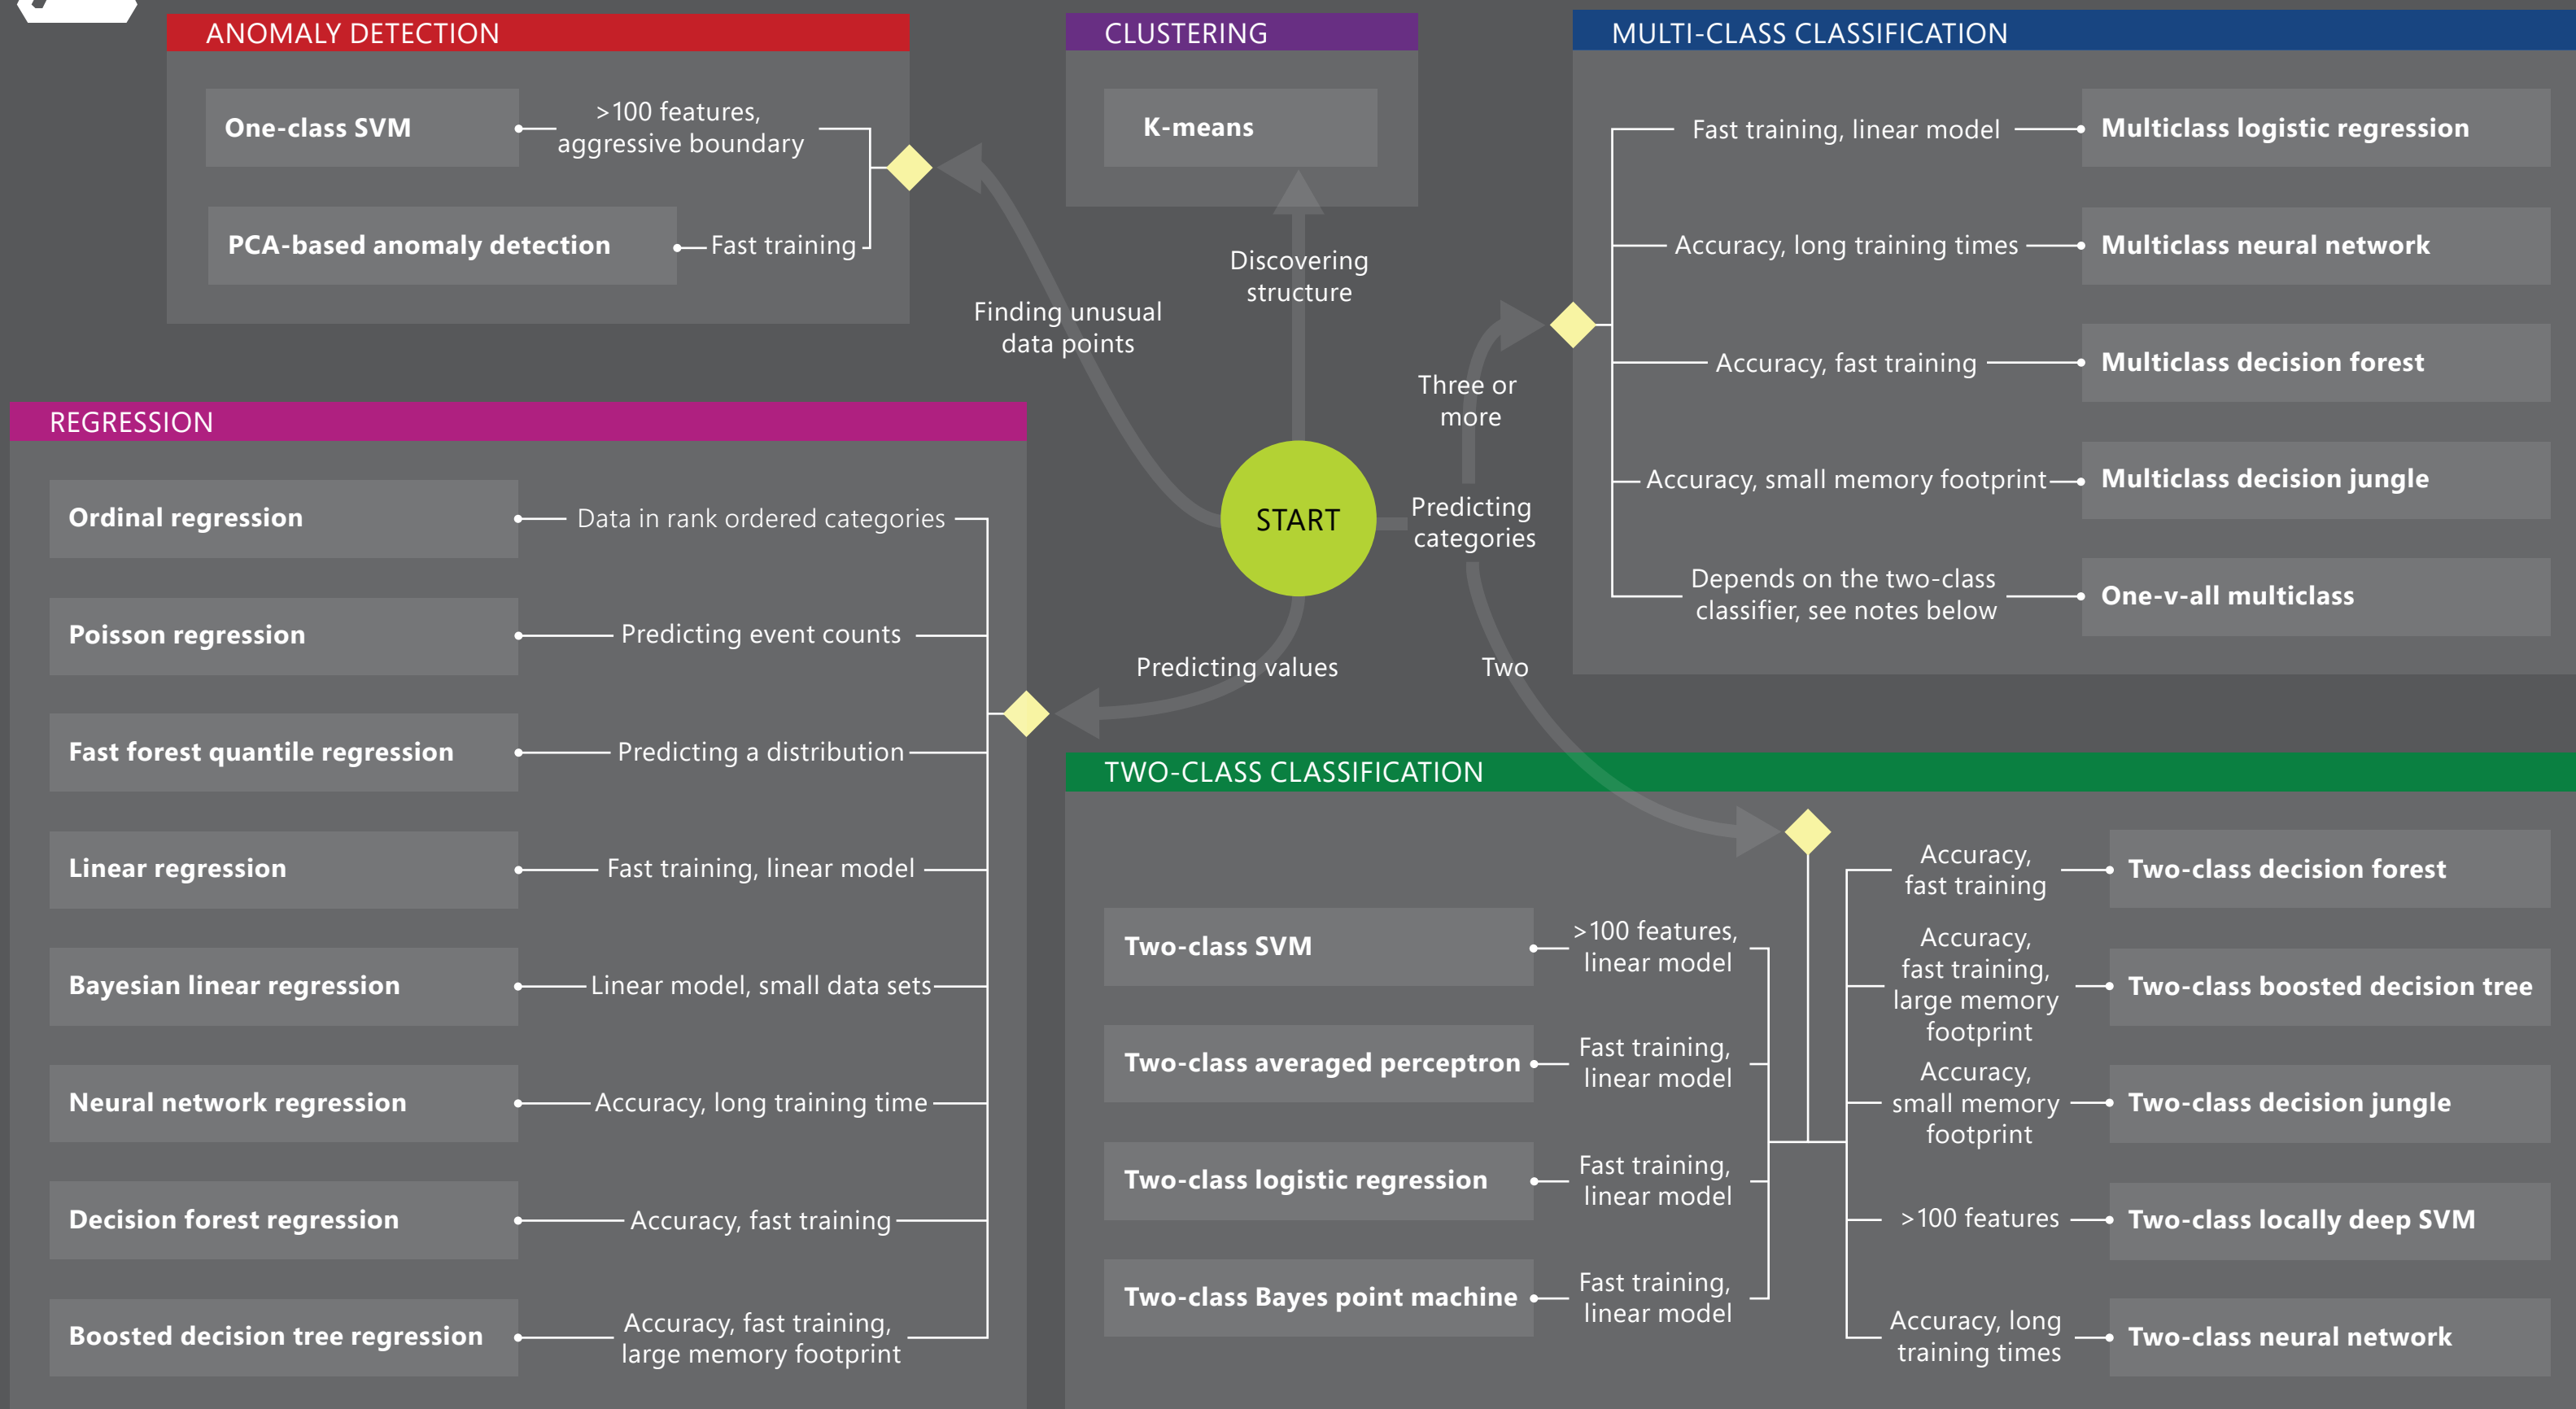 ANOMALY DETECTION
One-class SVM
>100 features,
aggressive boundary
PCA-based anomaly detection
Fast training
CLUSTERING
K-means
Discovering
structure
Finding unusual
data points
MULTI-CLASS CLASSIFICATION
Fast training, linear model
Multiclass logistic regression
Accuracy, long training times
Multiclass neural network
Accuracy, fast training
Multiclass decision forest
Accuracy, small memory footprint
Multiclass decision jungle
Depends on the two-class
classifier, see notes below
One-v-all multiclass
Three or
more
START
Predicting
categories
Predicting values
Two
REGRESSION
Ordinal regression
Data in rank ordered categories
Poisson regression
Predicting event counts
Fast forest quantile regression
Predicting a distribution
Linear regression
Fast training, linear model
Bayesian linear regression
Linear model, small data sets
Neural network regression
Accuracy, long training time
Decision forest regression
Accuracy, fast training
Boosted decision tree regression
Accuracy, fast training,
large memory footprint
TWO-CLASS CLASSIFICATION
Two-class SVM
>100 features,
linear model
Two-class averaged perceptron
Fast training,
linear model
Two-class logistic regression
Fast training,
linear model
Two-class Bayes point machine
Fast training,
linear model
Accuracy,
fast training
Two-class decision forest
Accuracy,
fast training,
large memory
footprint
Two-class boosted decision tree
Accuracy,
small memory
footprint
Two-class decision jungle
>100 features
Two-class locally deep SVM
Accuracy, long
training times
Two-class neural network